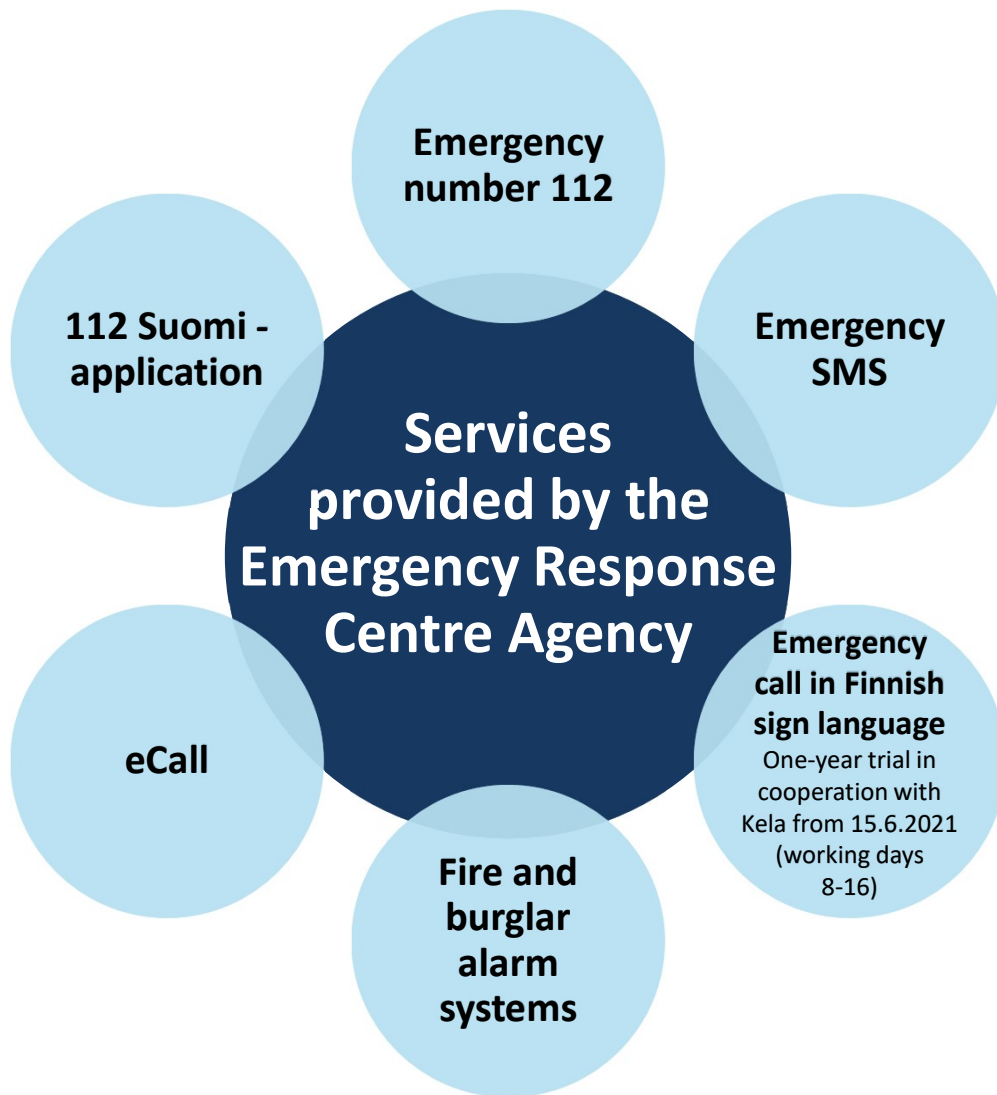 Emergency
number 112
Emergency
SMS
Emergency
call in Finnish
sign language
One-year trial in
cooperation with
Kela from 15.6.2021
(working days
8-16)
Fire and
burglar
alarm
systems
eCall
112 Suomi -
application
Services
provided by the
Emergency Response
Centre Agency